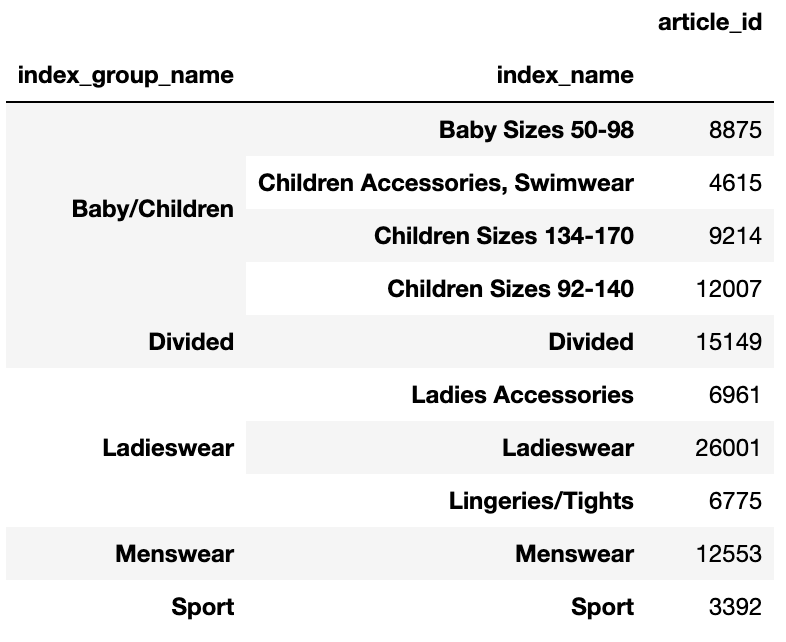 article_id
index_group_name index_name
Baby/Children Baby Sizes 50-98 8875
Children Accessories, Swimwear 4615
Children Sizes 134-170 9214
Children Sizes 92-140 12007
Divided Divided 15149
Ladieswear Ladies Accessories 6961
Ladieswear 26001
Lingeries/Tights 6775
Menswear Menswear 12553
Sport Sport 3392